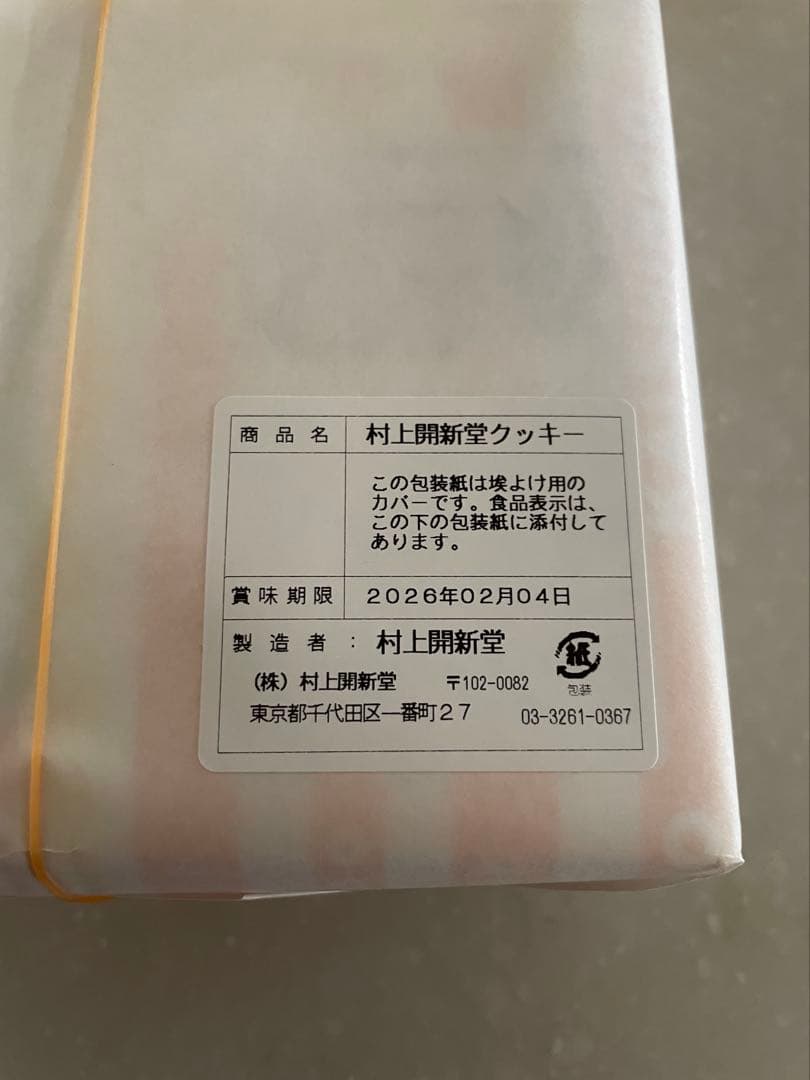 商品名 村上開新堂クッキー
この包装紙は埃よけ用の
カバーです。食品表示は、
この下の包装紙に添付して
あります。
賞味期限 2026年02月04日
製造者：村上開新堂
紙
包装
(株)村上開新堂 〒102-0082
東京都千代田区一番町27 03-3261-0367